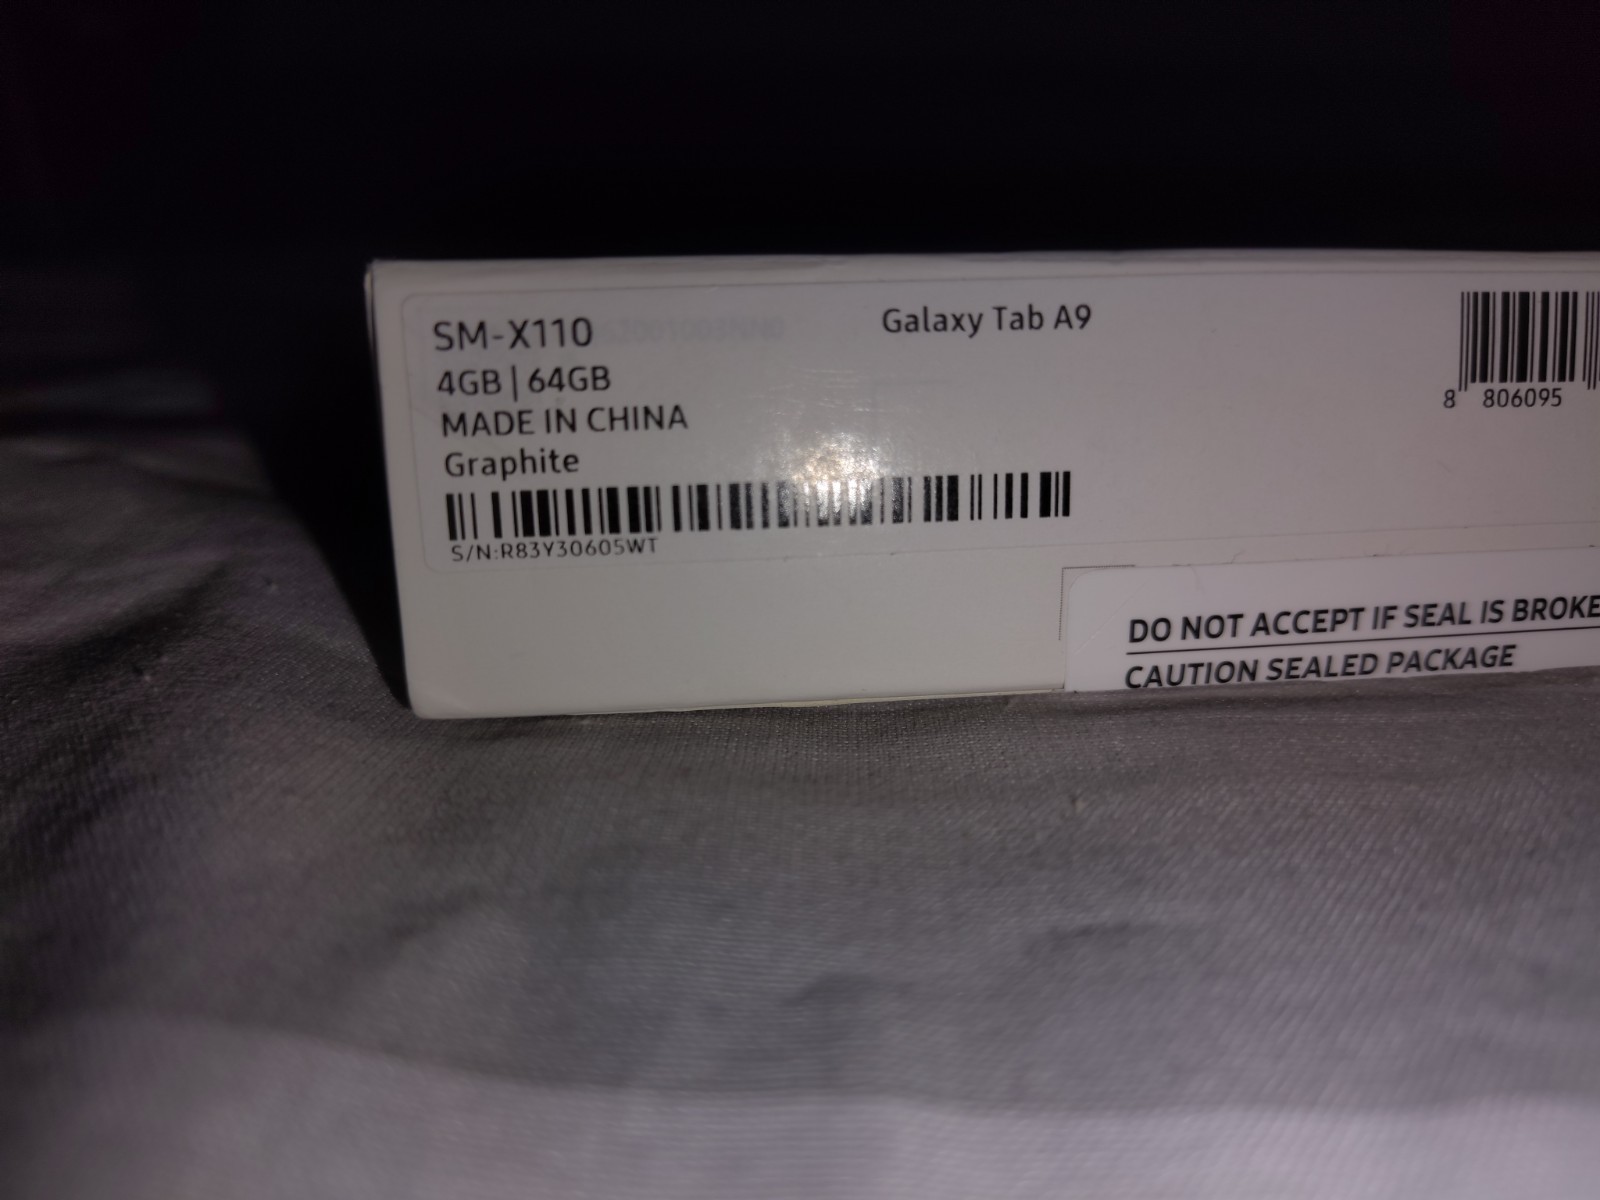 SM-X110
Galaxy Tab A9
4GB | 64GB
MADE IN CHINA
Graphite
S/N:R83Y30605WT
8 806095
DO NOT ACCEPT IF SEAL IS BROKE
CAUTION SEALED PACKAGE